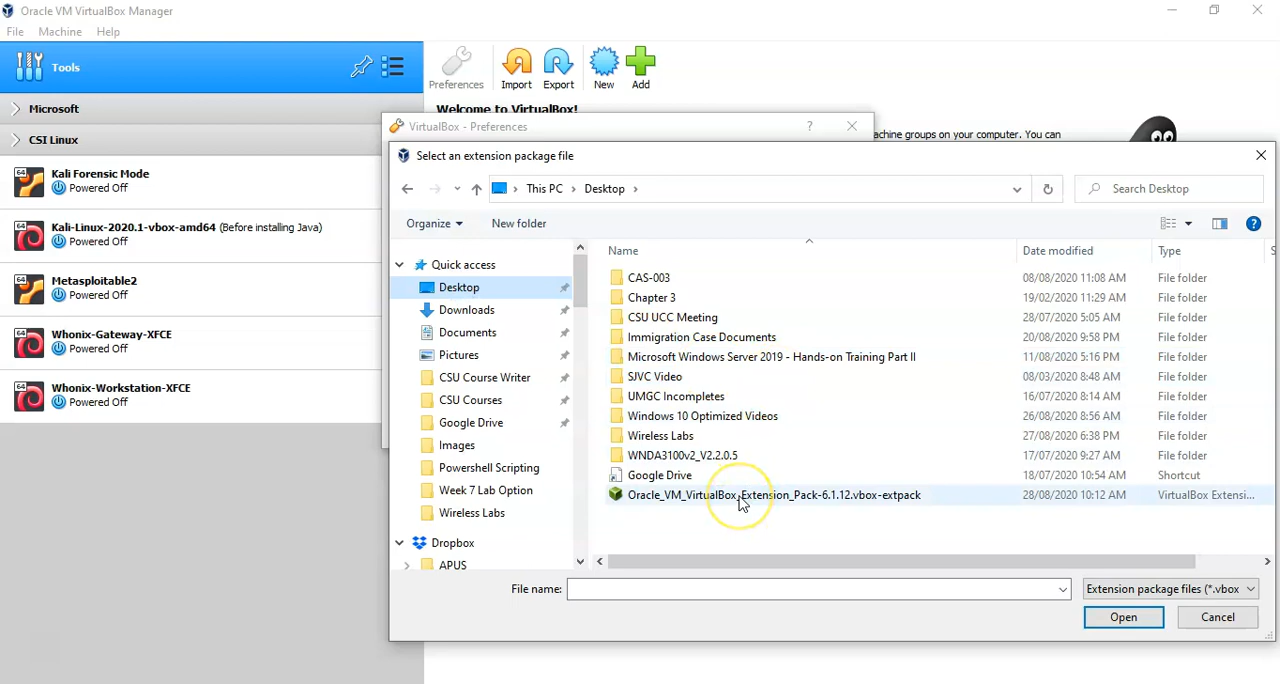 Oracle VM VirtualBox Manager
File Machine Help
Tools
Preferences Import Export New Add
Microsoft
Welcome to VirtualBox!
CSI Linux
VirtualBox - Preferences ?
achine groups on your computer. You can
64 Kali Forensic Mode
Powered Off
64 Kali-Linux-2020.1-vbox-amd64 (Before installing Java)
Powered Off
64 Metasploitable2
Powered Off
64 Whonix-Gateway-XFCE
Powered Off
64 Whonix-Workstation-XFCE
Powered Off
Select an extension package file
This PC › Desktop ›
Search Desktop
Organize New folder ?
Name Date modified Type S
Quick access
Desktop
Downloads
Documents
Pictures
CSU Course Writer
CSU Courses
Google Drive
Images
Powershell Scripting
Week 7 Lab Option
Wireless Labs
Dropbox
APUS
CAS-003 08/08/2020 11:08 AM File folder
Chapter 3 19/02/2020 11:29 AM File folder
CSU UCC Meeting 28/07/2020 5:05 AM File folder
Immigration Case Documents 20/08/2020 9:58 PM File folder
Microsoft Windows Server 2019 - Hands-on Training Part II 11/08/2020 5:16 PM File folder
SJVC Video 08/03/2020 8:48 AM File folder
UMGC Incompletes 16/07/2020 8:14 AM File folder
Windows 10 Optimized Videos 26/08/2020 8:56 AM File folder
Wireless Labs 27/08/2020 6:38 PM File folder
WNDA3100v2_V2.2.0.5 17/07/2020 9:27 AM File folder
Google Drive 18/07/2020 10:54 AM Shortcut
Oracle_VM_VirtualBox_Extension_Pack-6.1.12.vbox-extpack 28/08/2020 10:12 AM VirtualBox Extensi...
File name: Extension package files (*.vbox
Open Cancel